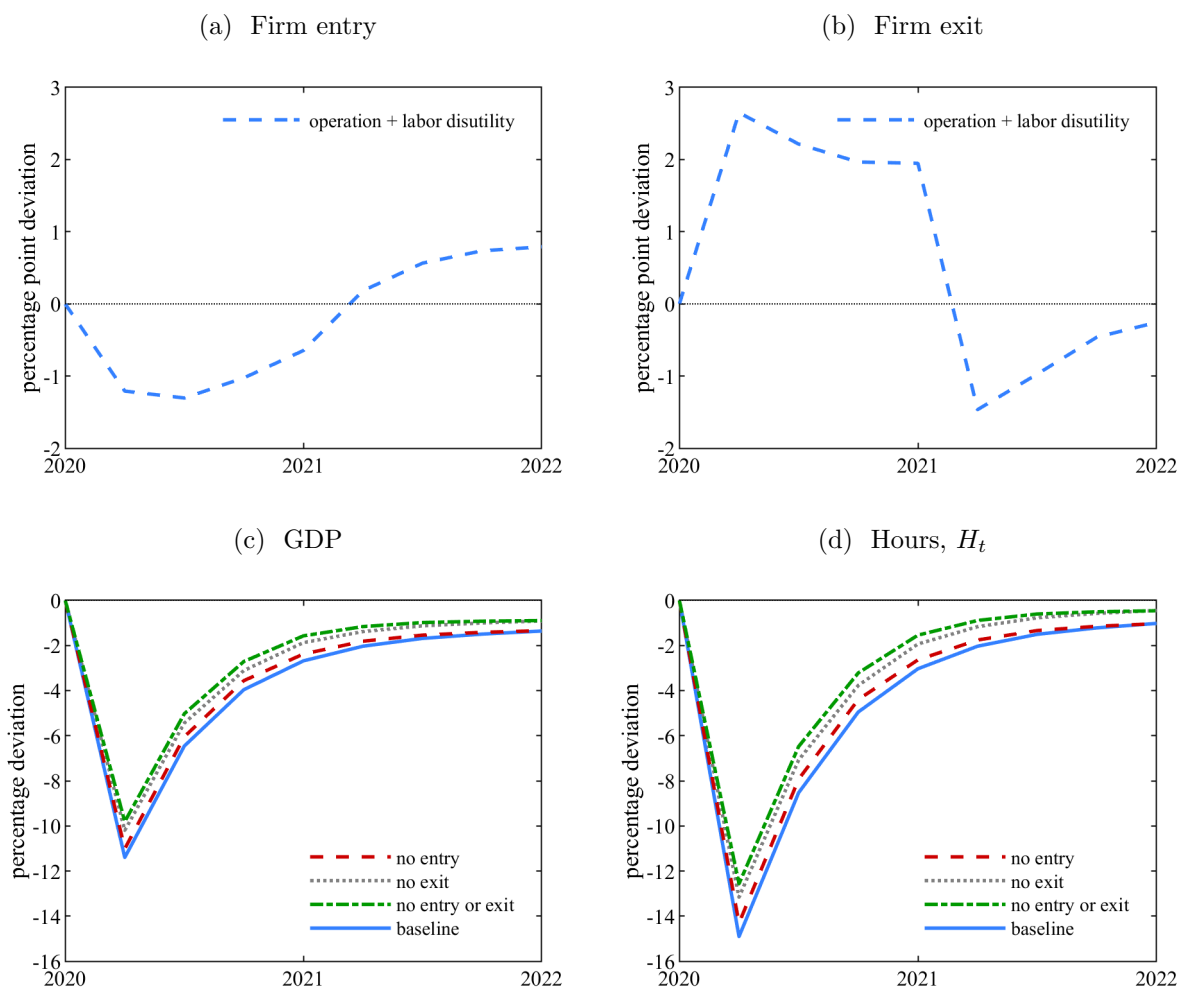 (a) Firm entry
percentage point deviation
3
2
1
0
-1
-2
2020
2021
2022
operation + labor disutility
(b) Firm exit
percentage point deviation
3
2
1
0
-1
-2
2020
2021
2022
operation + labor disutility
(c) GDP
percentage deviation
0
-2
-4
-6
-8
-10
-12
-14
-16
2020
2021
2022
no entry
no exit
no entry or exit
baseline
(d) Hours, H_t
percentage deviation
0
-2
-4
-6
-8
-10
-12
-14
-16
2020
2021
2022
no entry
no exit
no entry or exit
baseline